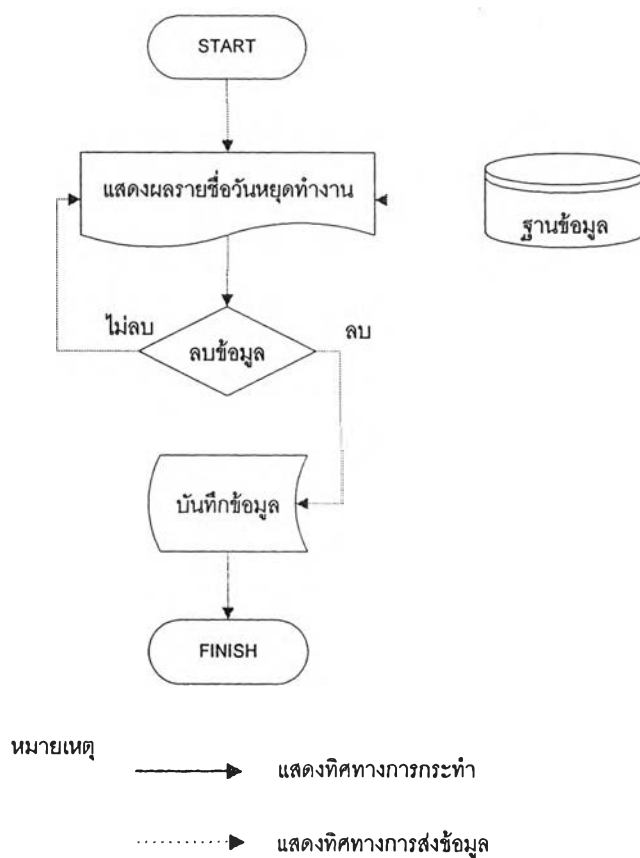 START
แสดงผลรายชื่อวันหยุดทำงาน
ฐานข้อมูล
ไม่ลบ
ลบ
ลบข้อมูล
บันทึกข้อมูล
FINISH
หมายเหตุ
แสดงทิศทางการกระทำ
แสดงทิศทางการส่งข้อมูล